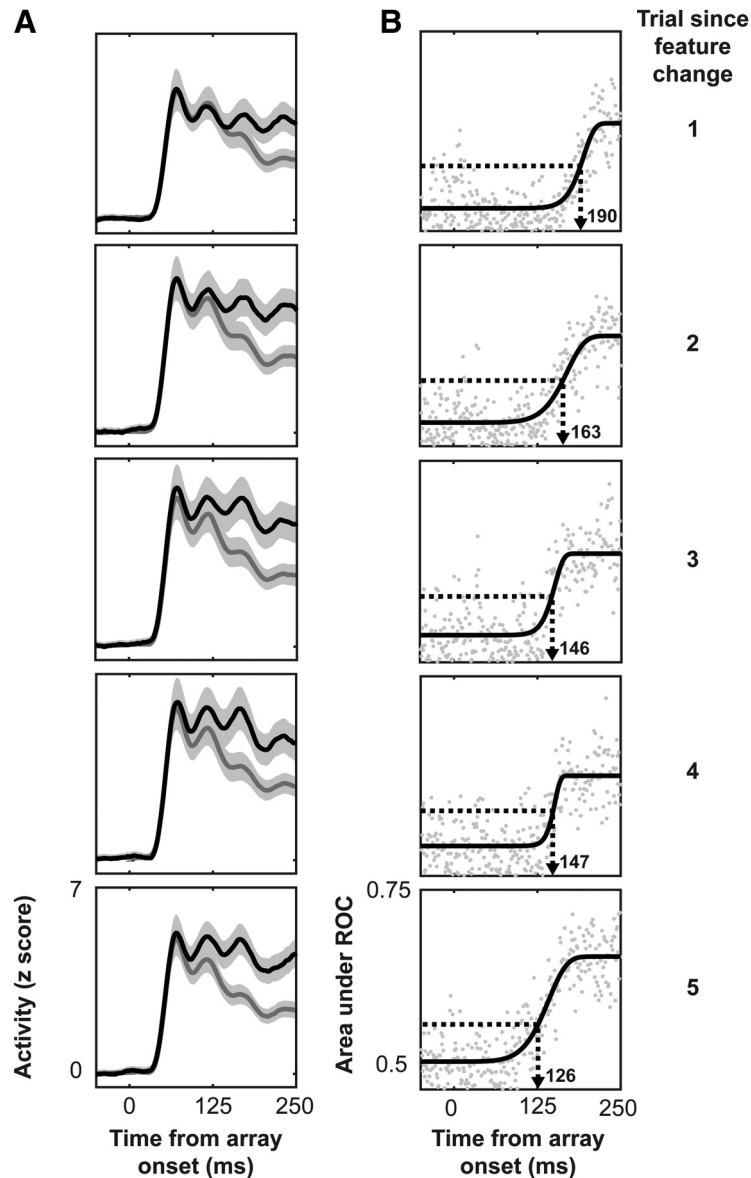 A
B
Trial since
feature
change
1
190
2
163
3
146
4
147
5
126
7
0
Activity (z score)
0.75
0.5
Area under ROC
0 125 250
Time from array
onset (ms)
0 125 250
Time from array
onset (ms)